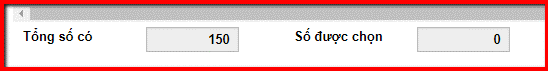 Tổng số có 150 Số được chọn 0